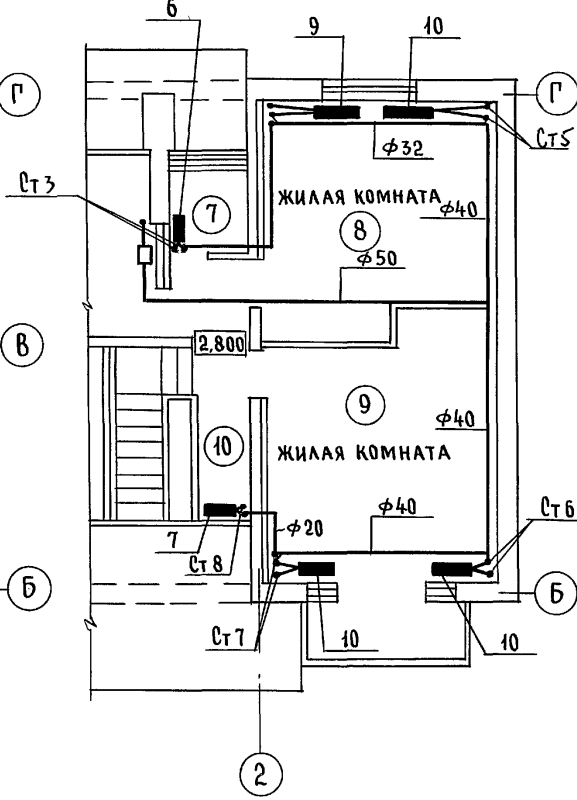 6
9
10
Г
Г
Ст5
ф32
Ст3
7
ЖИЛАЯ КОМНАТА
ф40
8
ф50
В
2,800
9
ф40
10
ЖИЛАЯ КОМНАТА
ф40
Ст6
7
ф20
Ст8
Б
Б
Ст7
10
10
2